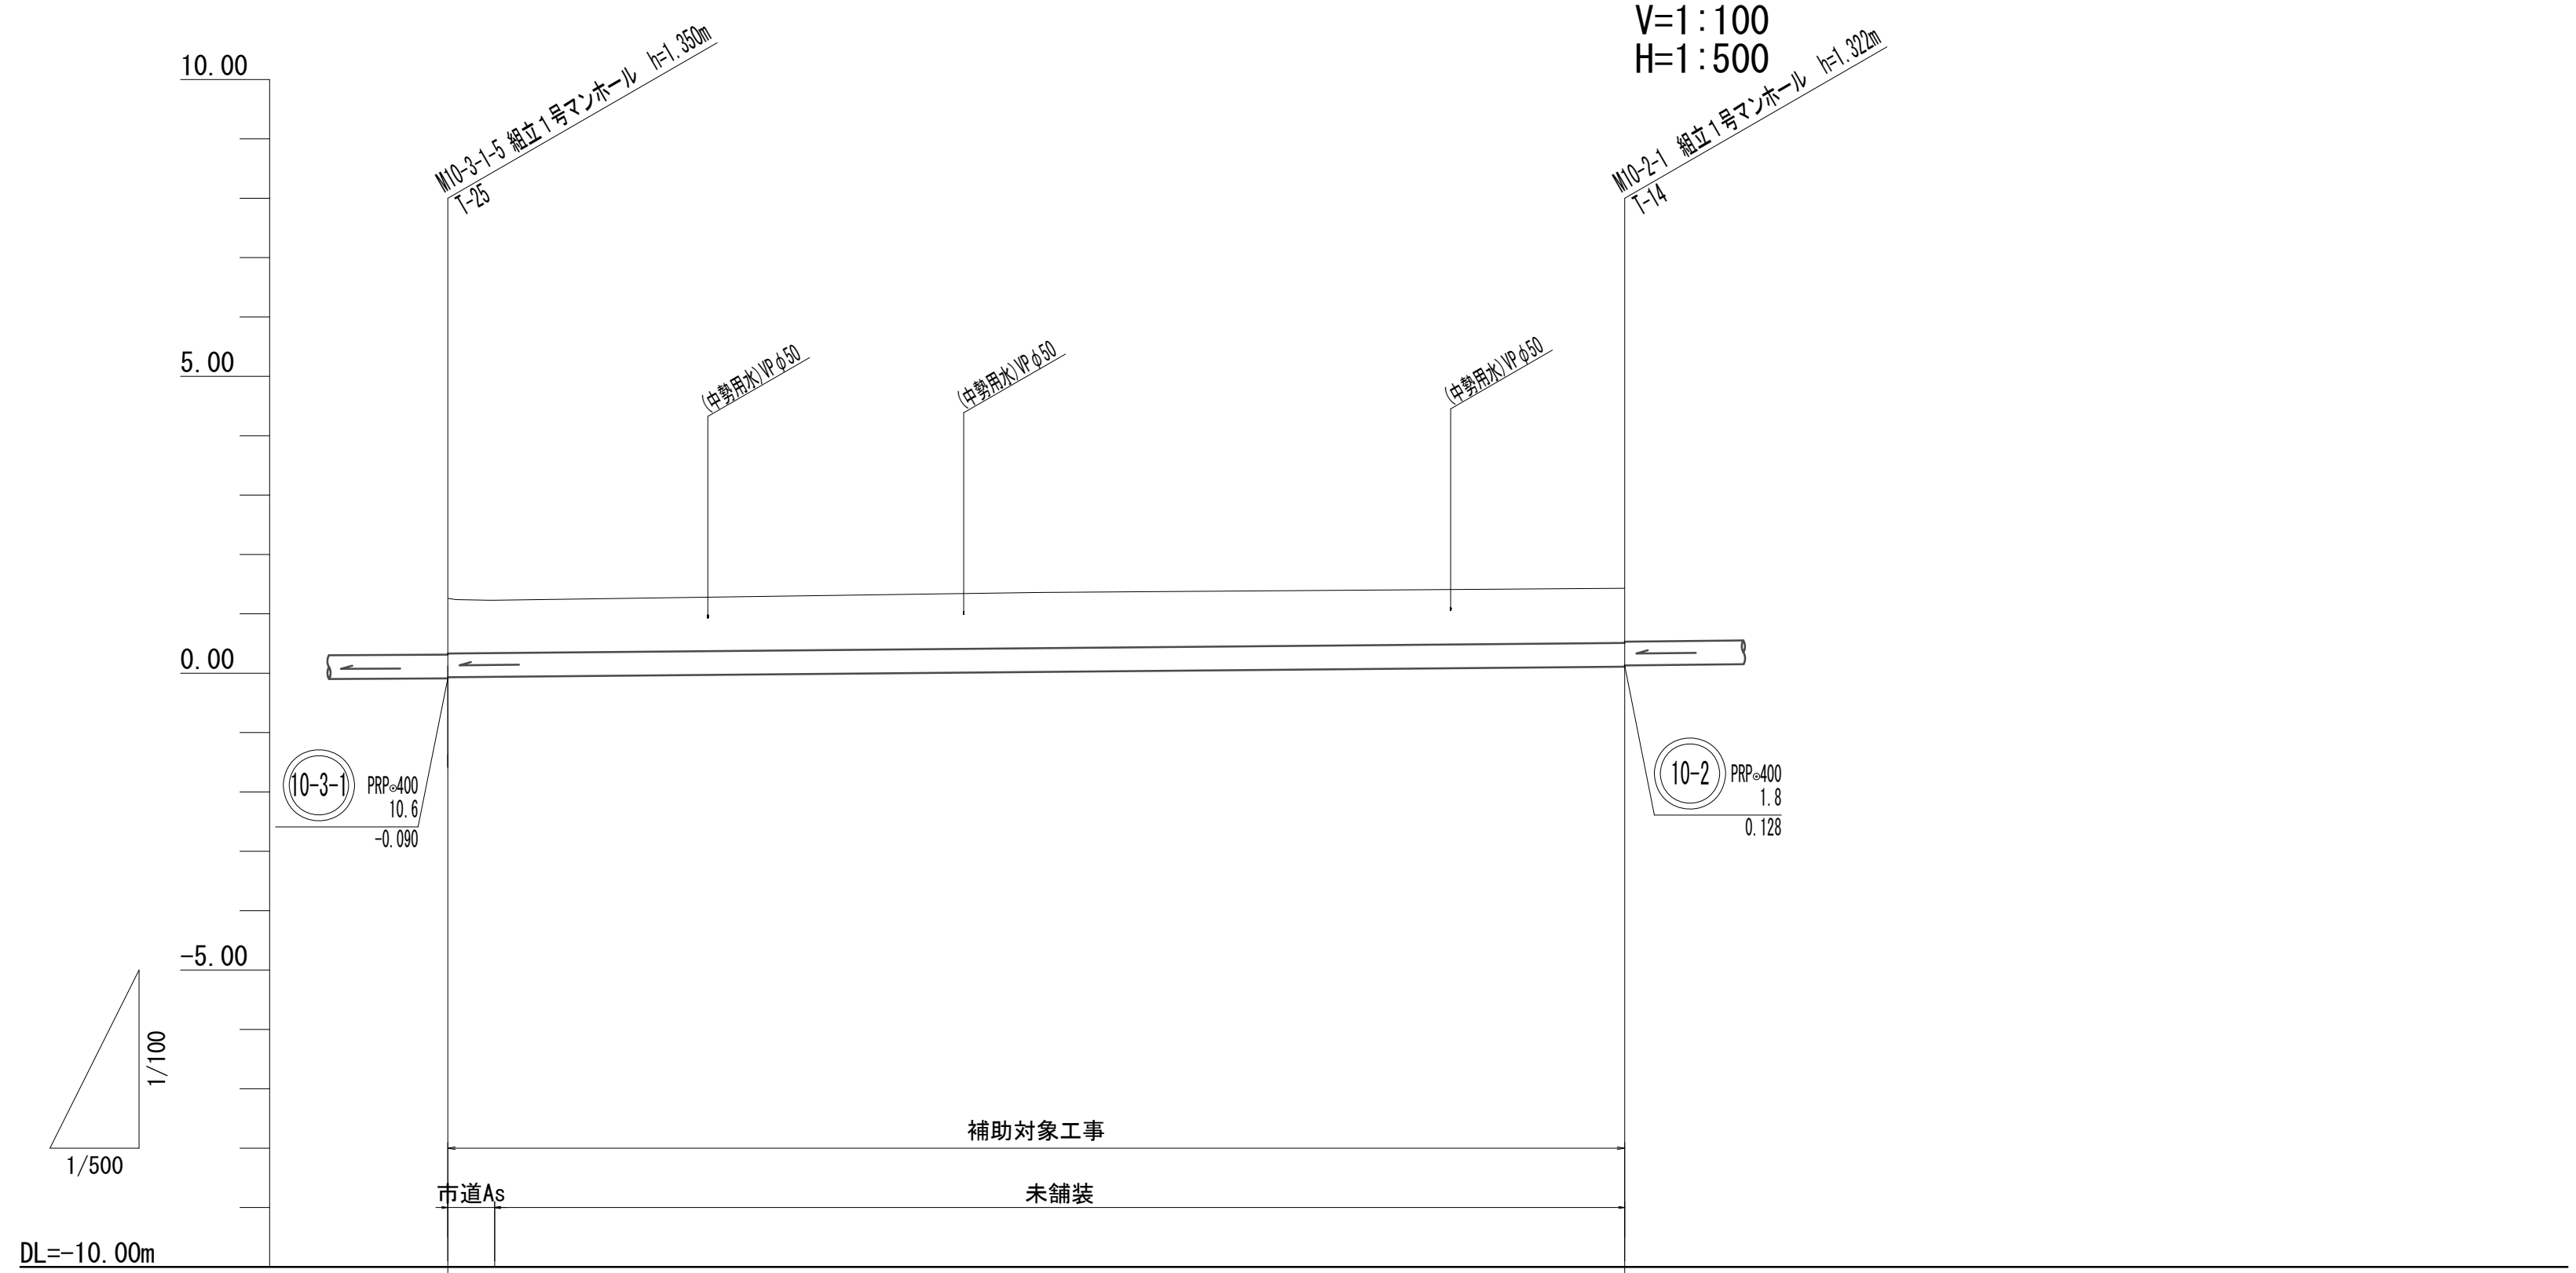 V=1:100
H=1:500
M10-3-1-5 組立１号マンホール h=1.350m
T-25
M10-2-1 組立１号マンホール h=1.322m
T-14
10.00
5.00
0.00
-5.00
(中勢用水)VPφ50
(中勢用水)VPφ50
(中勢用水)VPφ50
10-3-1
PRP⊙400
10.6
-0.090
10-2
PRP⊙400
1.8
0.128
1/100
1/500
補助対象工事
市道As
未舗装
DL=-10.00m